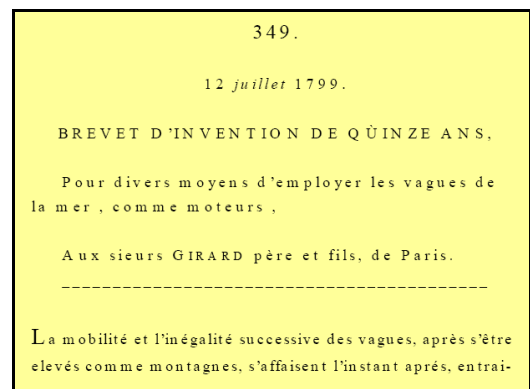 349.
12 juillet 1799.
BREVET D'INVENTION DE QÙINZE ANS,
Pour divers moyens d'employer les vagues de
la mer , comme moteurs ,
Aux sieurs GIRARD père et fils, de Paris.
La mobilité et l'inégalité successive des vagues, après s'être
elevés comme montagnes, s'affaisent l'instant aprés, entrai-